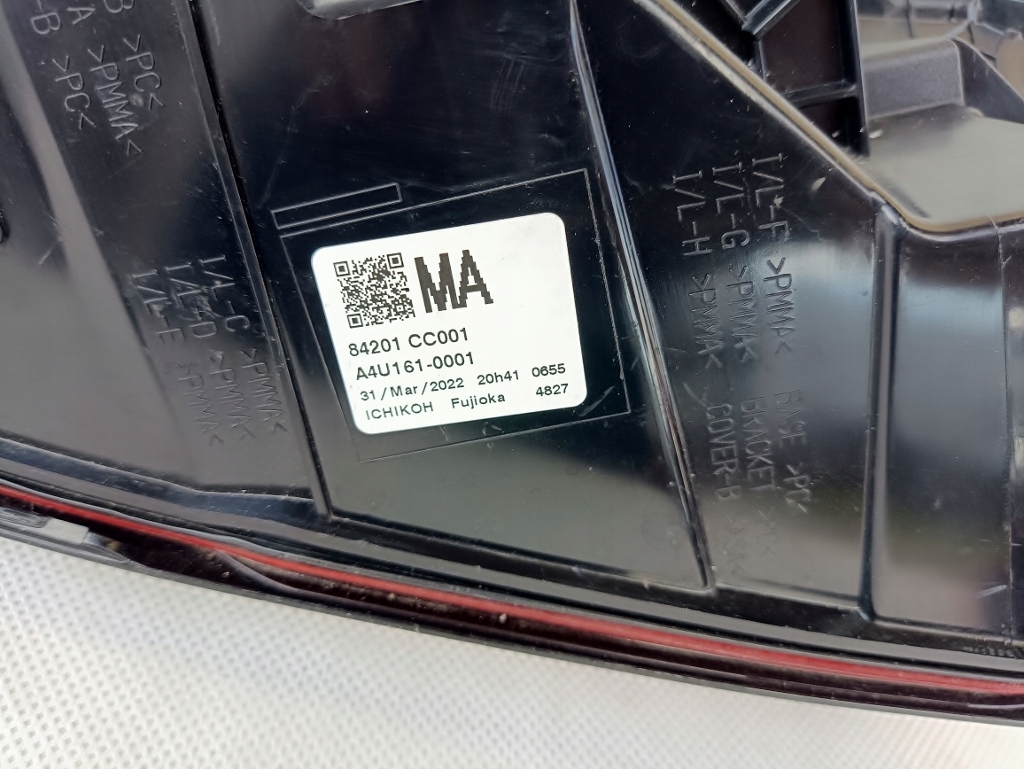 B >PC<
A- >PMMA<
-B >PC<
MA
84201 CC001
A4U161-0001
31/Mar/2022 20h41 0655
ICHIKOH Fujioka 4827
I/L-C >PMMA<
I/L-D >PMMA<
I/L-E >PMMA<
I/L-F >PMMA< BASE >PC<
I/L-G >PMMA< BRACKET
I/L-H >PMMA< COVER-B